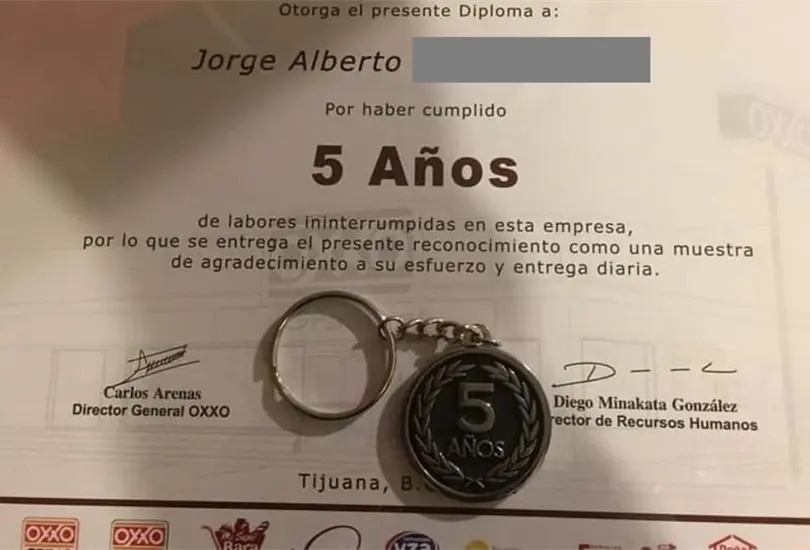 Otorga el presente Diploma a:
Jorge Alberto
Por haber cumplido
5 Años
de labores ininterrumpidas en esta empresa,
por lo que se entrega el presente reconocimiento como una muestra
de agradecimiento a su esfuerzo y entrega diaria.
OXXO
Carlos Arenas
Director General OXXO
5
AÑOS
Diego Minakata González
rector de Recursos Humanos
Tijuana, B.
OXXO
OXXO